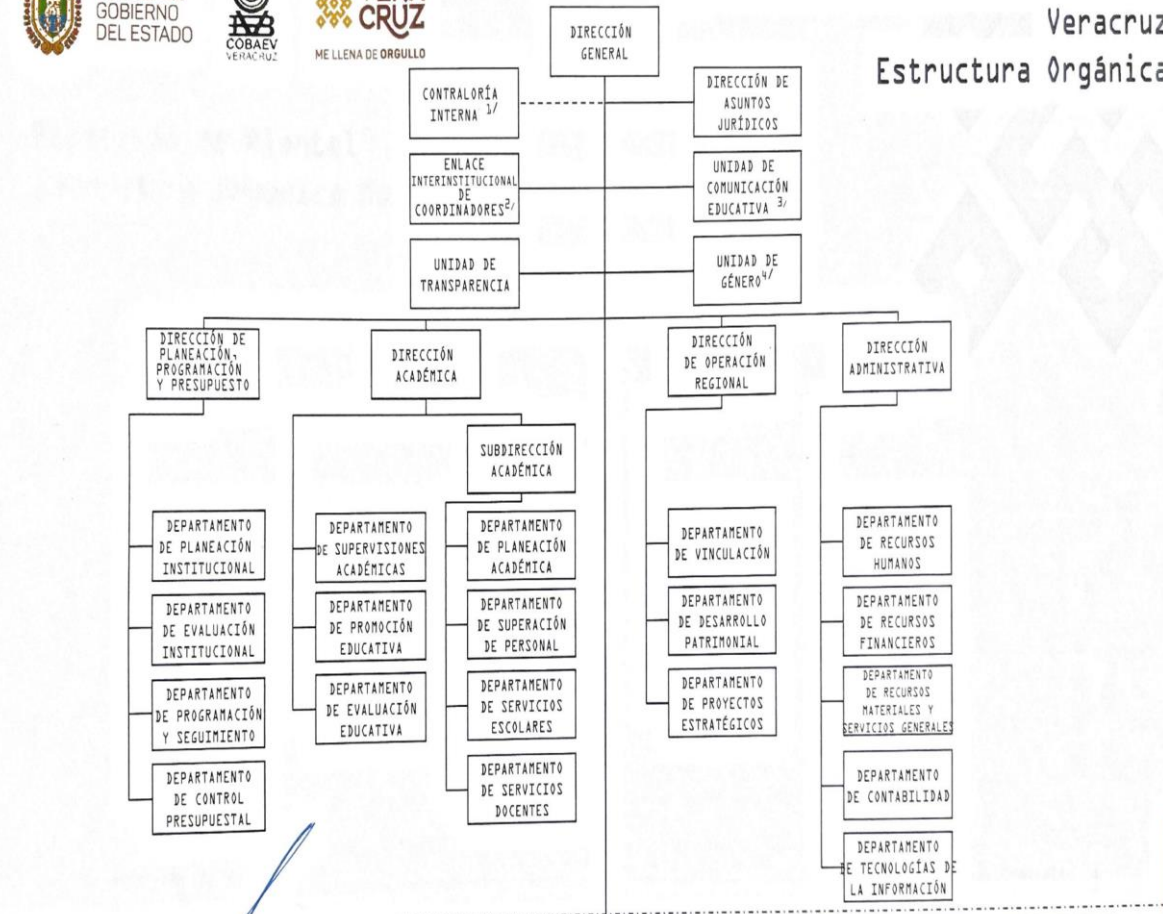 GOBIERNO
DEL ESTADO
COBAEV
VERACRUZ
CRUZ
ME LLENA DE ORGULLO
Veracruz
Estructura Orgánica
DIRECCIÓN
GENERAL
CONTRALORÍA
INTERNA 1/
DIRECCIÓN DE
ASUNTOS
JURÍDICOS
ENLACE
INTERINSTITUCIONAL
DE
COORDINADORES 2/
UNIDAD DE
COMUNICACIÓN
EDUCATIVA 3/
UNIDAD DE
TRANSPARENCIA
UNIDAD DE
GÉNERO 4/
DIRECCIÓN DE
PLANEACIÓN,
PROGRAMACIÓN
Y PRESUPUESTO
DIRECCIÓN
ACADÉMICA
DIRECCIÓN
DE OPERACIÓN
REGIONAL
DIRECCIÓN
ADMINISTRATIVA
SUBDIRECCIÓN
ACADÉMICA
DEPARTAMENTO
DE PLANEACIÓN
INSTITUCIONAL
DEPARTAMENTO
DE EVALUACIÓN
INSTITUCIONAL
DEPARTAMENTO
DE PROGRAMACIÓN
Y SEGUIMIENTO
DEPARTAMENTO
DE CONTROL
PRESUPUESTAL
DEPARTAMENTO
DE SUPERVISIONES
ACADÉMICAS
DEPARTAMENTO
DE PROMOCIÓN
EDUCATIVA
DEPARTAMENTO
DE EVALUACIÓN
EDUCATIVA
DEPARTAMENTO
DE PLANEACIÓN
ACADÉMICA
DEPARTAMENTO
DE SUPERACIÓN
DE PERSONAL
DEPARTAMENTO
DE SERVICIOS
ESCOLARES
DEPARTAMENTO
DE SERVICIOS
DOCENTES
DEPARTAMENTO
DE VINCULACIÓN
DEPARTAMENTO
DE DESARROLLO
PATRIMONIAL
DEPARTAMENTO
DE PROYECTOS
ESTRATÉGICOS
DEPARTAMENTO
DE RECURSOS
HUMANOS
DEPARTAMENTO
DE RECURSOS
FINANCIEROS
DEPARTAMENTO
DE RECURSOS
MATERIALES Y
SERVICIOS GENERALES
DEPARTAMENTO
DE CONTABILIDAD
DEPARTAMENTO
DE TECNOLOGÍAS DE
LA INFORMACIÓN